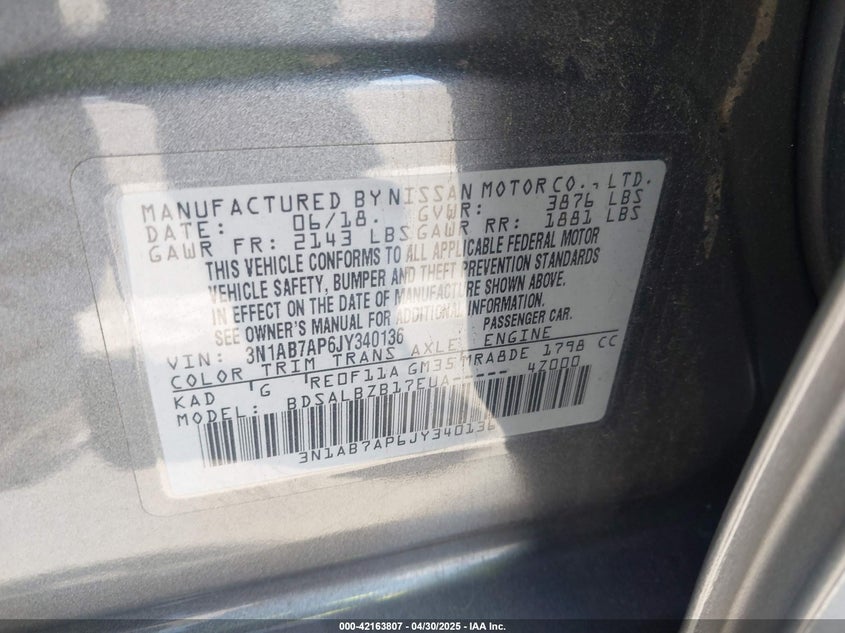 MANUFACTURED BY NISSAN MOTOR CO., LTD.
DATE: 06/18. GVWR: 3876 LBS
GAWR FR: 2143 LBS GAWR RR: 1881 LBS
THIS VEHICLE CONFORMS TO ALL APPLICABLE FEDERAL MOTOR
VEHICLE SAFETY, BUMPER AND THEFT PREVENTION STANDARDS
IN EFFECT ON THE DATE OF MANUFACTURE SHOWN ABOVE.
SEE OWNER'S MANUAL FOR ADDITIONAL INFORMATION.
VIN: 3N1AB7AP6JY340136 PASSENGER CAR.
COLOR TRIM TRANS AXLE ENGINE
KAD G RE0F11A GM35 MRA8DE 1798 CC
MODEL: BDSALBZB17EUA----- 47000
3N1AB7AP6JY340136
000-42163807 - 04/30/2025 - IAA Inc.